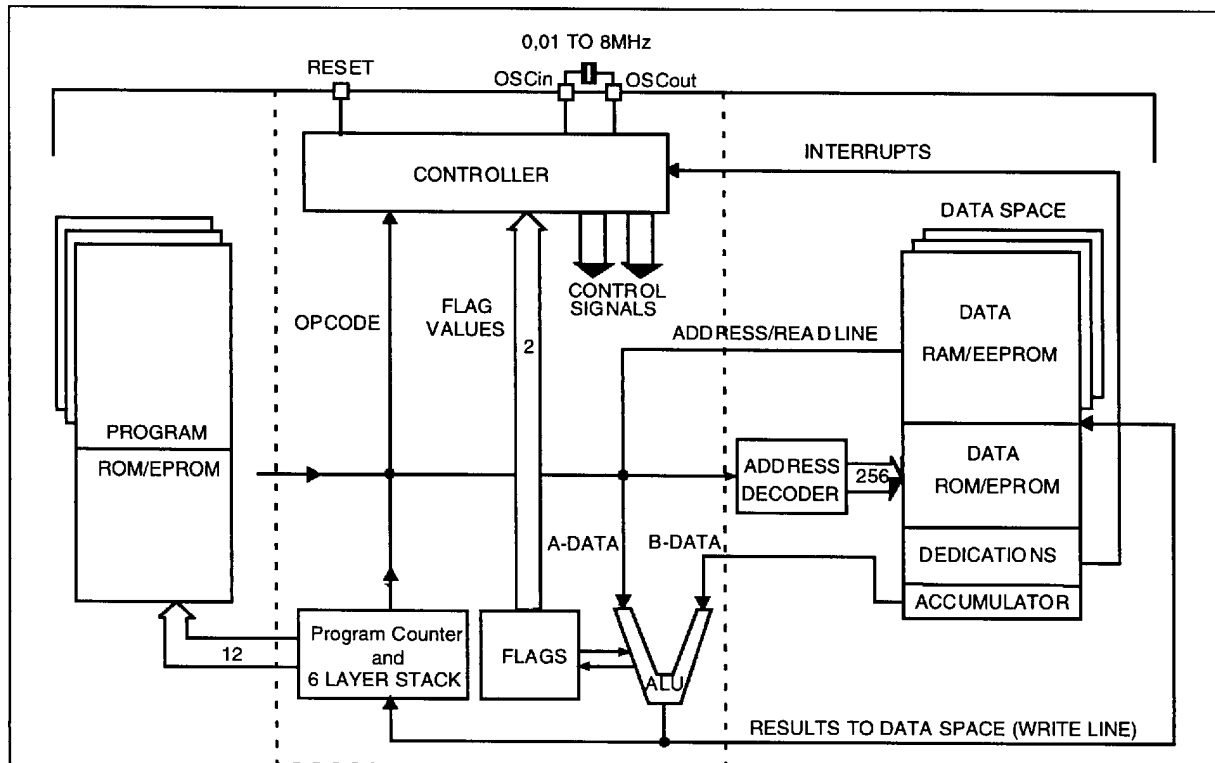 0,01 TO 8MHz
RESET
OSCin
OSCout
INTERRUPTS
CONTROLLER
DATA SPACE
CONTROL
SIGNALS
OPCODE
FLAG
VALUES
2
ADDRESS/READ LINE
DATA
RAM/EEPROM
PROGRAM
ROM/EPROM
ADDRESS
DECODER
256
DATA
ROM/EPROM
A-DATA
B-DATA
DEDICATIONS
ACCUMULATOR
12
Program Counter
and
6 LAYER STACK
FLAGS
ALU
RESULTS TO DATA SPACE (WRITE LINE)